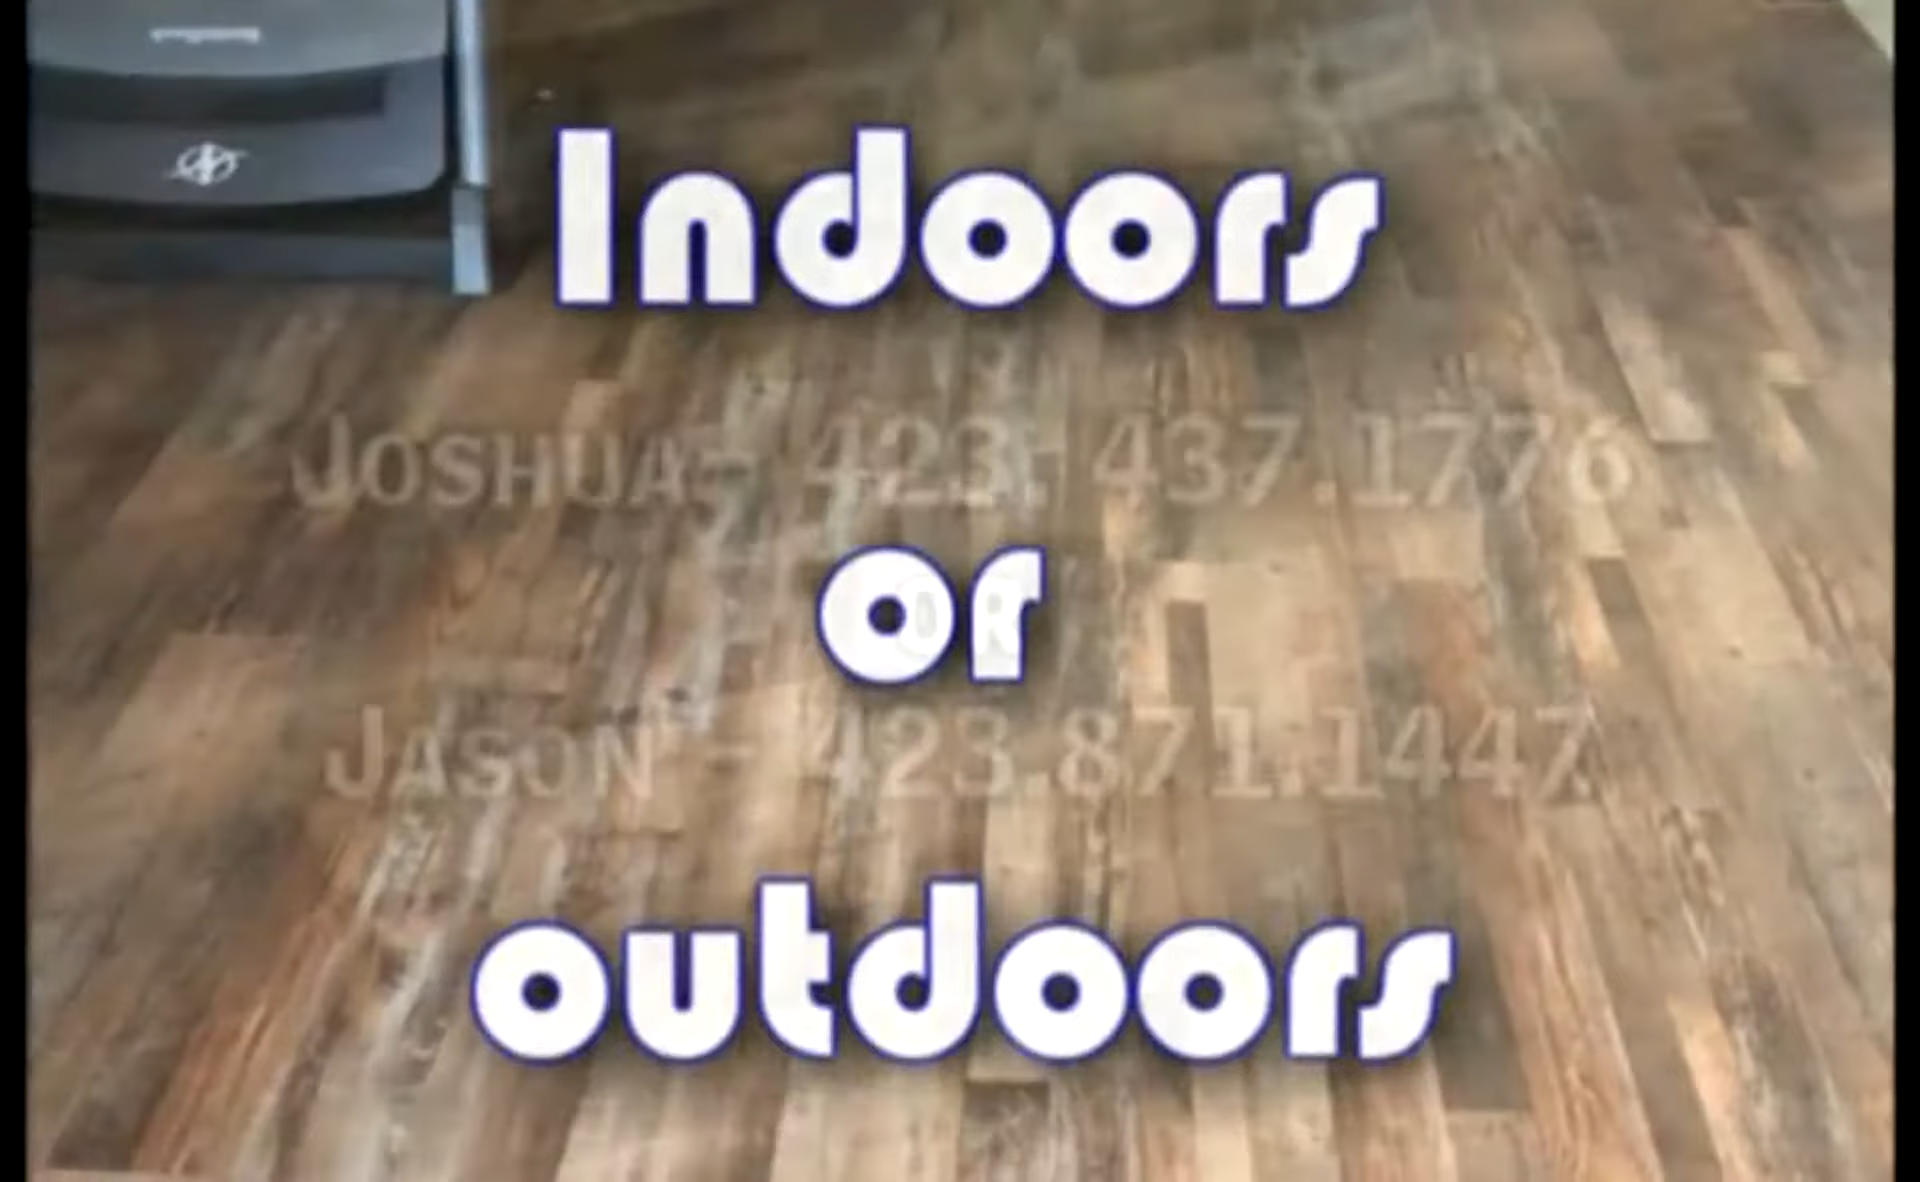 Indoors
JOSHUA - 423. 437.1776
or
OR
JASON - 423.871.1447
outdoors